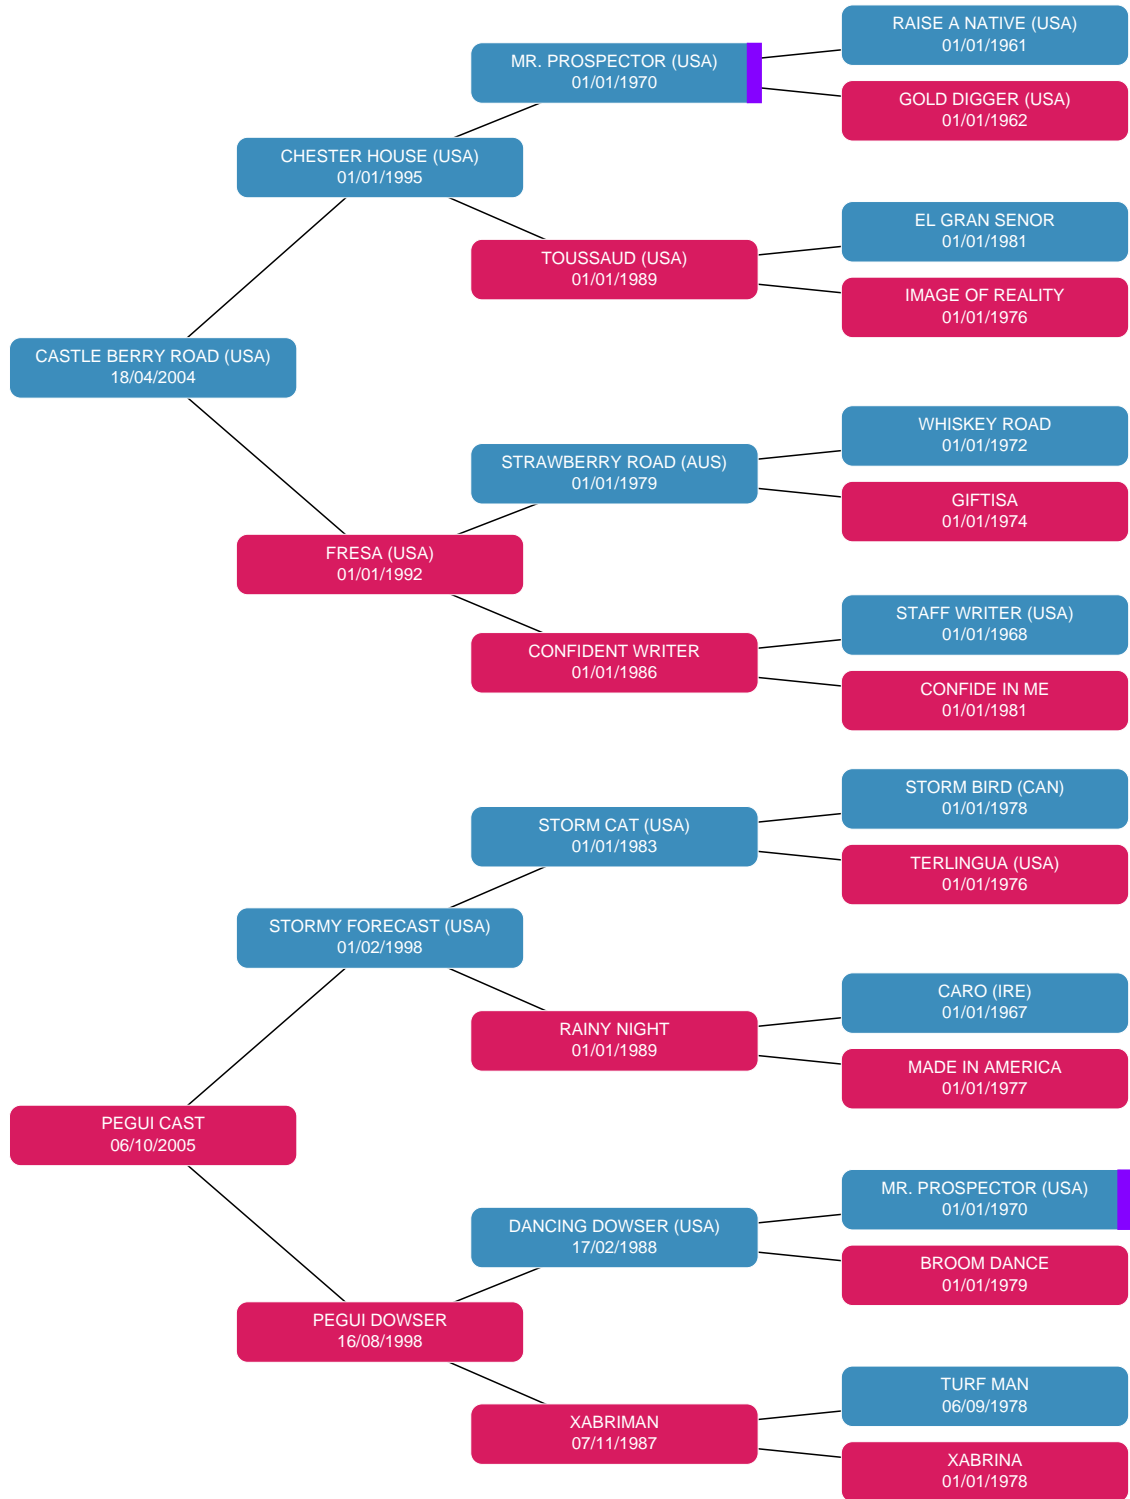 RAISE A NATIVE (USA)
01/01/1961
MR. PROSPECTOR (USA)
01/01/1970
GOLD DIGGER (USA)
01/01/1962
CHESTER HOUSE (USA)
01/01/1995
EL GRAN SENOR
01/01/1981
TOUSSAUD (USA)
01/01/1989
IMAGE OF REALITY
01/01/1976
CASTLE BERRY ROAD (USA)
18/04/2004
WHISKEY ROAD
01/01/1972
STRAWBERRY ROAD (AUS)
01/01/1979
GIFTISA
01/01/1974
FRESA (USA)
01/01/1992
STAFF WRITER (USA)
01/01/1968
CONFIDENT WRITER
01/01/1986
CONFIDE IN ME
01/01/1981
STORM BIRD (CAN)
01/01/1978
STORM CAT (USA)
01/01/1983
TERLINGUA (USA)
01/01/1976
STORMY FORECAST (USA)
01/02/1998
CARO (IRE)
01/01/1967
RAINY NIGHT
01/01/1989
MADE IN AMERICA
01/01/1977
PEGUI CAST
06/10/2005
MR. PROSPECTOR (USA)
01/01/1970
DANCING DOWSER (USA)
17/02/1988
BROOM DANCE
01/01/1979
PEGUI DOWSER
16/08/1998
TURF MAN
06/09/1978
XABRIMAN
07/11/1987
XABRINA
01/01/1978